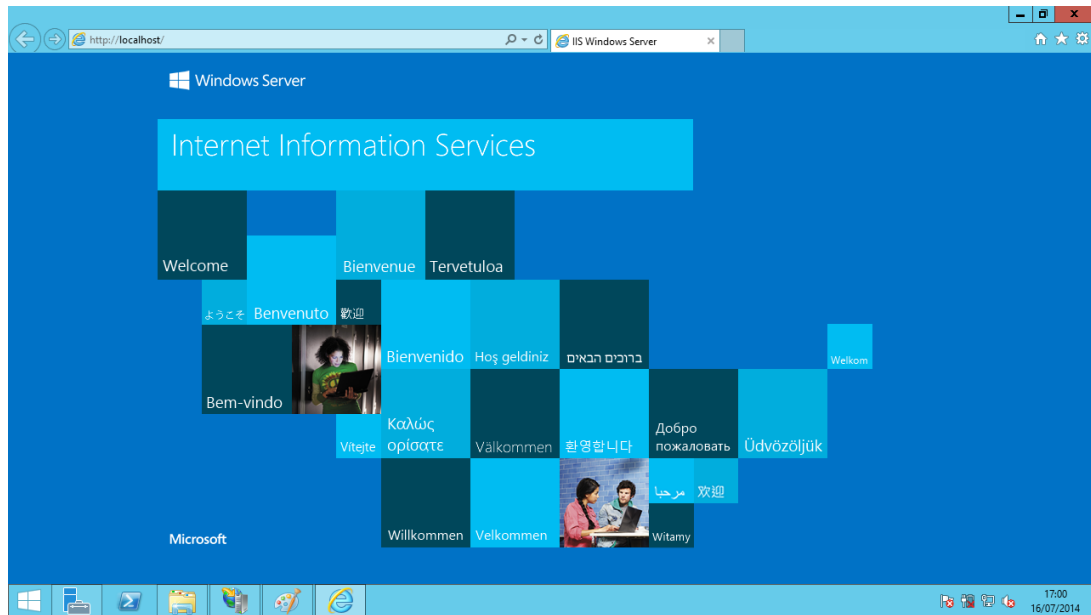 http://localhost/
IIS Windows Server
Windows Server
Internet Information Services
Welcome
Bienvenue
Tervetuloa
ようこそ
Benvenuto
歡迎
Bienvenido
Hoş geldiniz
ברוכים הבאים
Welkom
Bem-vindo
Vítejte
Καλώς
ορίσατε
Välkommen
환영합니다
Добро
пожаловать
Üdvözöljük
مرحبا
欢迎
Willkommen
Velkommen
Witamy
Microsoft
17:00
16/07/2014